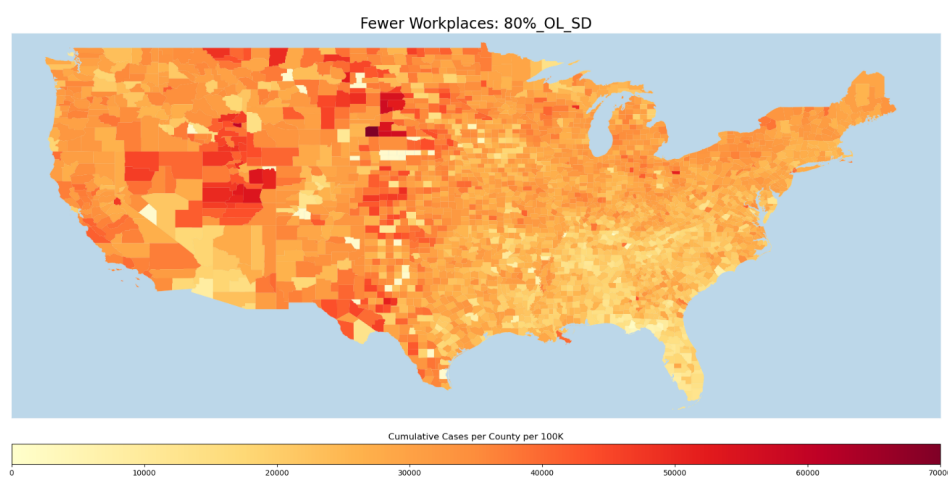 Fewer Workplaces: 80%_OL_SD
Cumulative Cases per County per 100K
0 10000 20000 30000 40000 50000 60000 70000